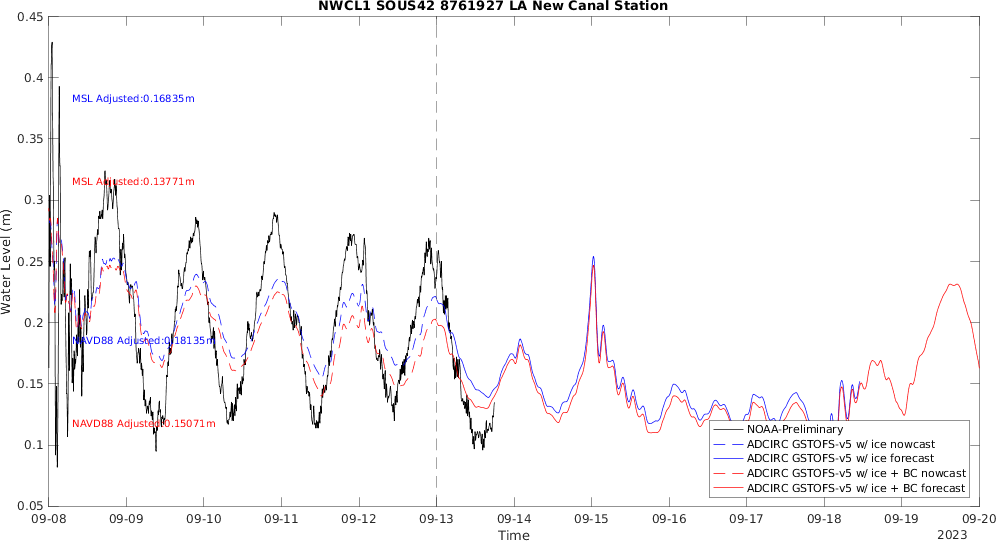 NWCL1 SOUS42 8761927 LA New Canal Station
Water Level (m)
0.45
0.4
0.35
0.3
0.25
0.2
0.15
0.1
0.05
MSL Adjusted:0.16835m
MSL Adjusted:0.13771m
NAVD88 Adjusted:0.18135m
NAVD88 Adjusted:0.15071m
NOAA-Preliminary
ADCIRC GSTOFS-v5 w/ ice nowcast
ADCIRC GSTOFS-v5 w/ ice forecast
ADCIRC GSTOFS-v5 w/ ice + BC nowcast
ADCIRC GSTOFS-v5 w/ ice + BC forecast
09-08 09-09 09-10 09-11 09-12 09-13 09-14 09-15 09-16 09-17 09-18 09-19 09-20
Time
2023